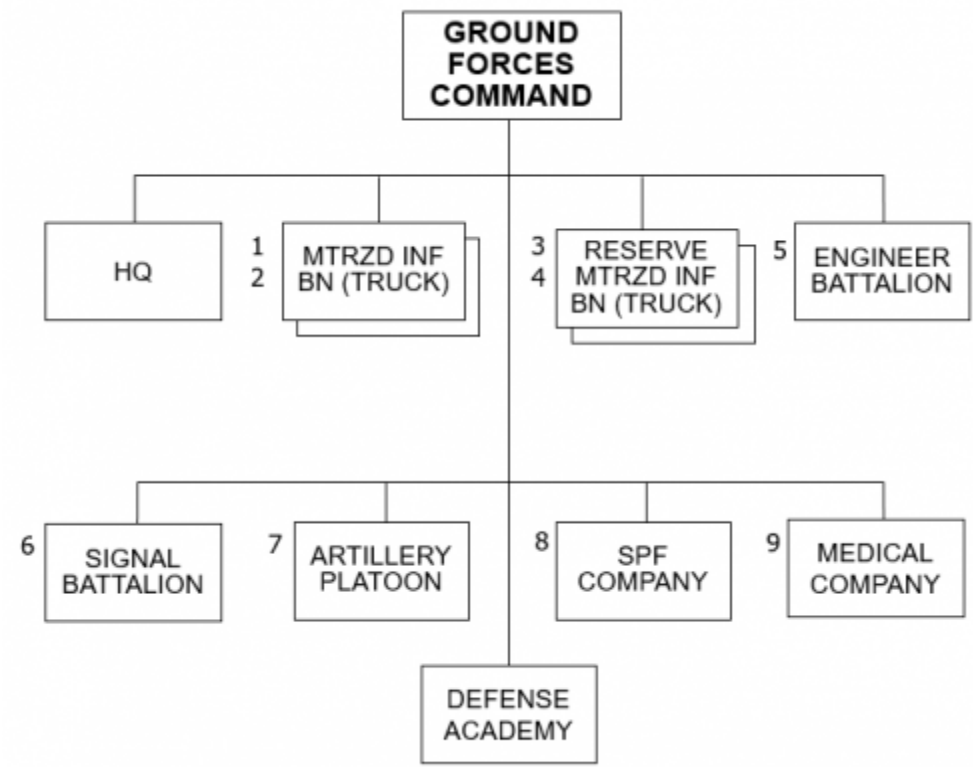 GROUND
FORCES
COMMAND
HQ
1
2
MTRZD INF
BN (TRUCK)
3
4
RESERVE
MTRZD INF
BN (TRUCK)
5
ENGINEER
BATTALION
6
SIGNAL
BATTALION
7
ARTILLERY
PLATOON
8
SPF
COMPANY
9
MEDICAL
COMPANY
DEFENSE
ACADEMY